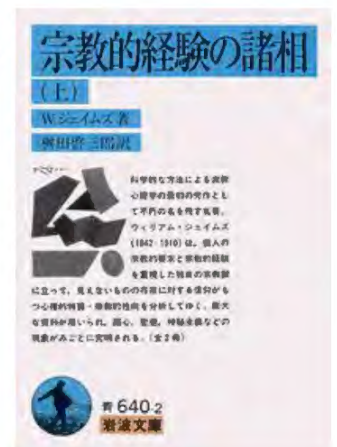 宗教的経験の諸相
(上)
W.ジェイムズ著
桝田啓三郎訳
科学的な方法による宗教
心理学の最初の労作とし
て不朽の名を残す名著。
ウィリアム・ジェイムズ
(1842-1910)は、個人の
宗教的要求と宗教的経験
を重視した独自の宗教観
に立って、見えないものの存在に対する信仰がも
つ心理的特質・宗教的性向を分析してゆく。厖大
な資料が用いられ、回心、聖徳、神秘主義などの
現象がみごとに究明される。(全2冊)
青640-2
岩波文庫